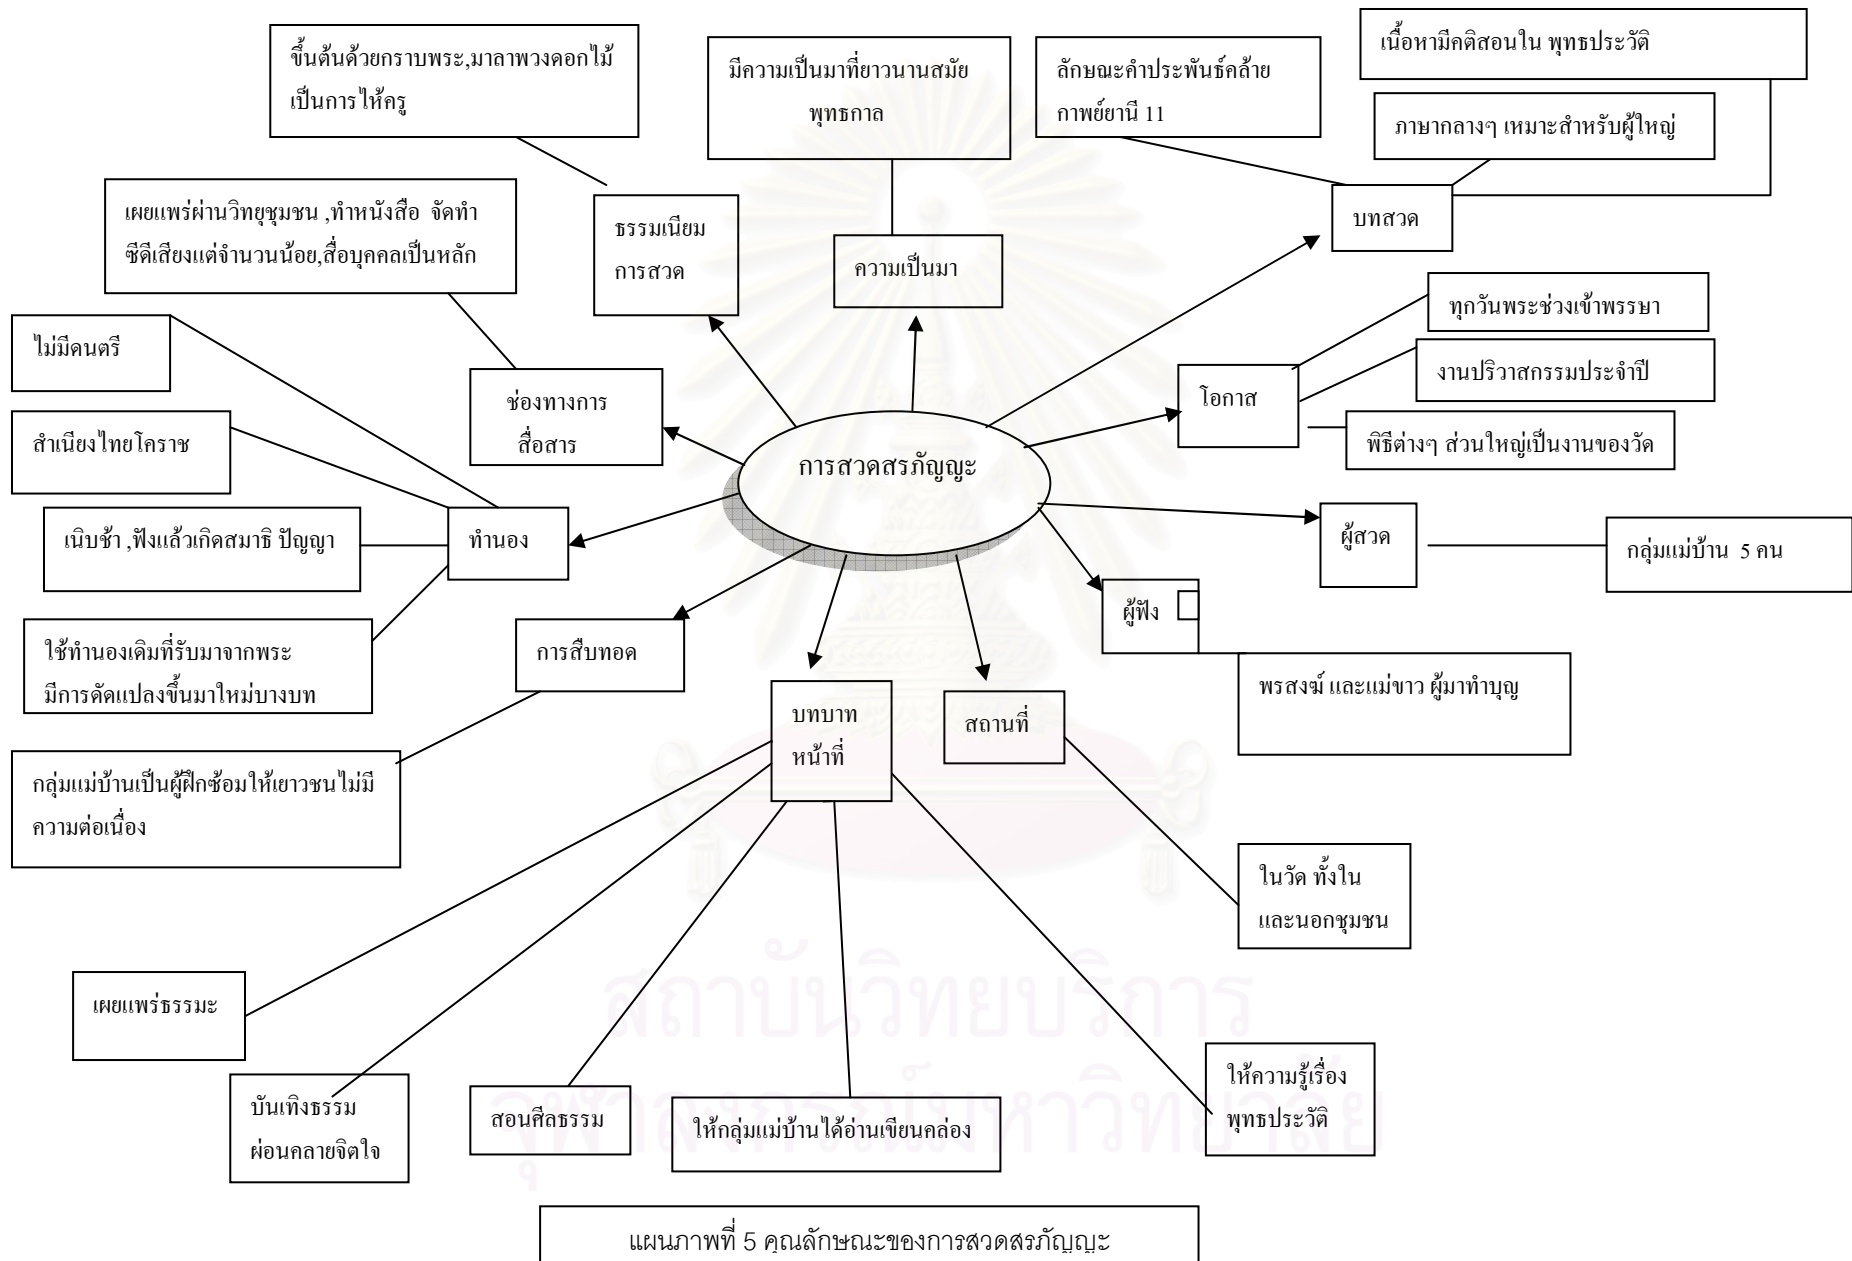 ขึ้นต้นด้วยกราบพระ,มาลาพวงดอกไม้
เป็นการไห้ครู
มีความเป็นมาที่ยาวนานสมัย
พุทธกาล
ลักษณะคำประพันธ์คล้าย
กาพย์ยานี 11
เนื้อหามีคติสอนใน พุทธประวัติ
ภาษากลางๆ เหมาะสำหรับผู้ใหญ่
เผยแพร่ผ่านวิทยุชุมชน ,ทำหนังสือ จัดทำ
ซีดีเสียงแต่จำนวนน้อย,สื่อบุคคลเป็นหลัก
ธรรมเนียม
การสวด
ความเป็นมา
บทสวด
ทุกวันพระช่วงเข้าพรรษา
ไม่มีดนตรี
งานปริวาสกรรมประจำปี
ช่องทางการ
สื่อสาร
โอกาส
สำเนียงไทยโคราช
พิธีต่างๆ ส่วนใหญ่เป็นงานของวัด
การสวดสรภัญญะ
เนิบช้า ,ฟังแล้วเกิดสมาธิ ปัญญา
ทำนอง
ผู้สวด
กลุ่มแม่บ้าน 5 คน
ผู้ฟัง
ใช้ทำนองเดิมที่รับมาจากพระ
มีการดัดแปลงขึ้นมาใหม่บางบท
การสืบทอด
พรสงฆ์ และแม่ขาว ผู้มาทำบุญ
บทบาท
หน้าที่
สถานที่
กลุ่มแม่บ้านเป็นผู้ฝึกซ้อมให้เยาวชนไม่มี
ความต่อเนื่อง
ในวัด ทั้งใน
และนอกชุมชน
เผยแพร่ธรรมะ
บันเทิงธรรม
ผ่อนคลายจิตใจ
สอนศีลธรรม
ให้กลุ่มแม่บ้านได้อ่านเขียนคล่อง
ให้ความรู้เรื่อง
พุทธประวัติ
สถาบันวิทยบริการ
จุฬาลงกรณ์มหาวิทยาลัย
แผนภาพที่ 5 คุณลักษณะของการสวดสรภัญญะ